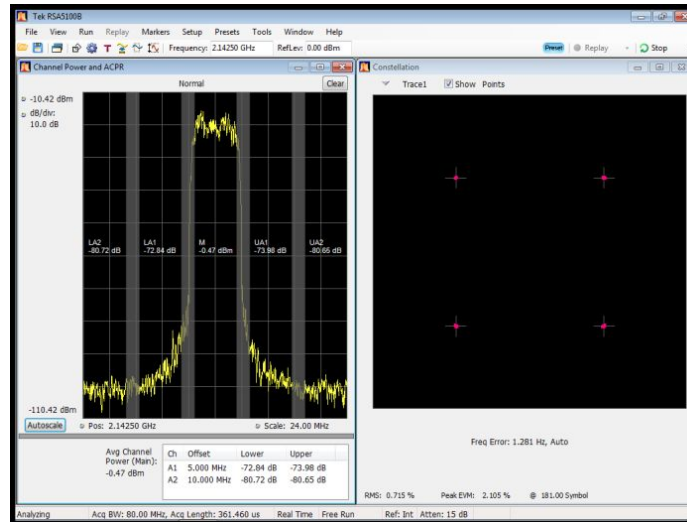 Tek RSA5100B
File View Run Replay Markers Setup Presets Tools Window Help
Frequency: 2.14250 GHz RefLev: 0.00 dBm Preset Replay Stop
Channel Power and ACPR
Normal Clear
-10.42 dBm
dB/div:
10.0 dB
LA2 LA1 M UA1 UA2
-80.72 dB -72.84 dB -0.47 dBm -73.98 dB -80.65 dB
-110.42 dBm
Autoscale Pos: 2.14250 GHz Scale: 24.00 MHz
Avg Channel
Power (Main):
-0.47 dBm
Ch Offset Lower Upper
A1 5.000 MHz -72.84 dB -73.98 dB
A2 10.000 MHz -80.72 dB -80.65 dB
Constellation
Trace1 Show Points
Freq Error: 1.281 Hz, Auto
RMS: 0.715 % Peak EVM: 2.105 % @ 181.00 Symbol
Analyzing Acq BW: 80.00 MHz, Acq Length: 361.460 us Real Time Free Run Ref: Int Atten: 15 dB